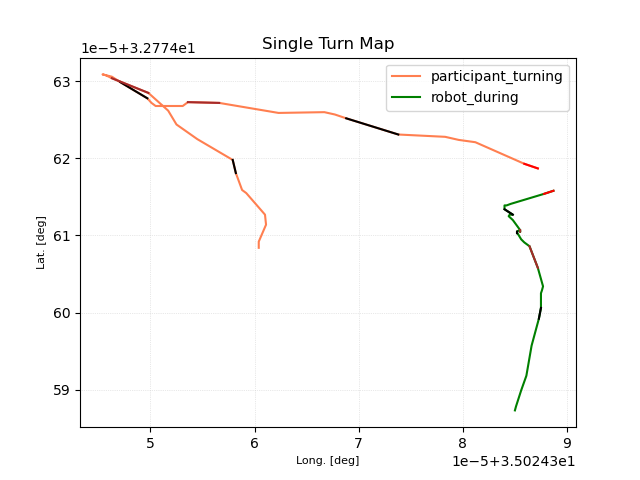 Single Turn Map
1e−5+3.2774e1
participant_turning
robot_during
63
62
61
60
59
Lat. [deg]
5 6 7 8 9
Long. [deg]
1e−5+3.50243e1